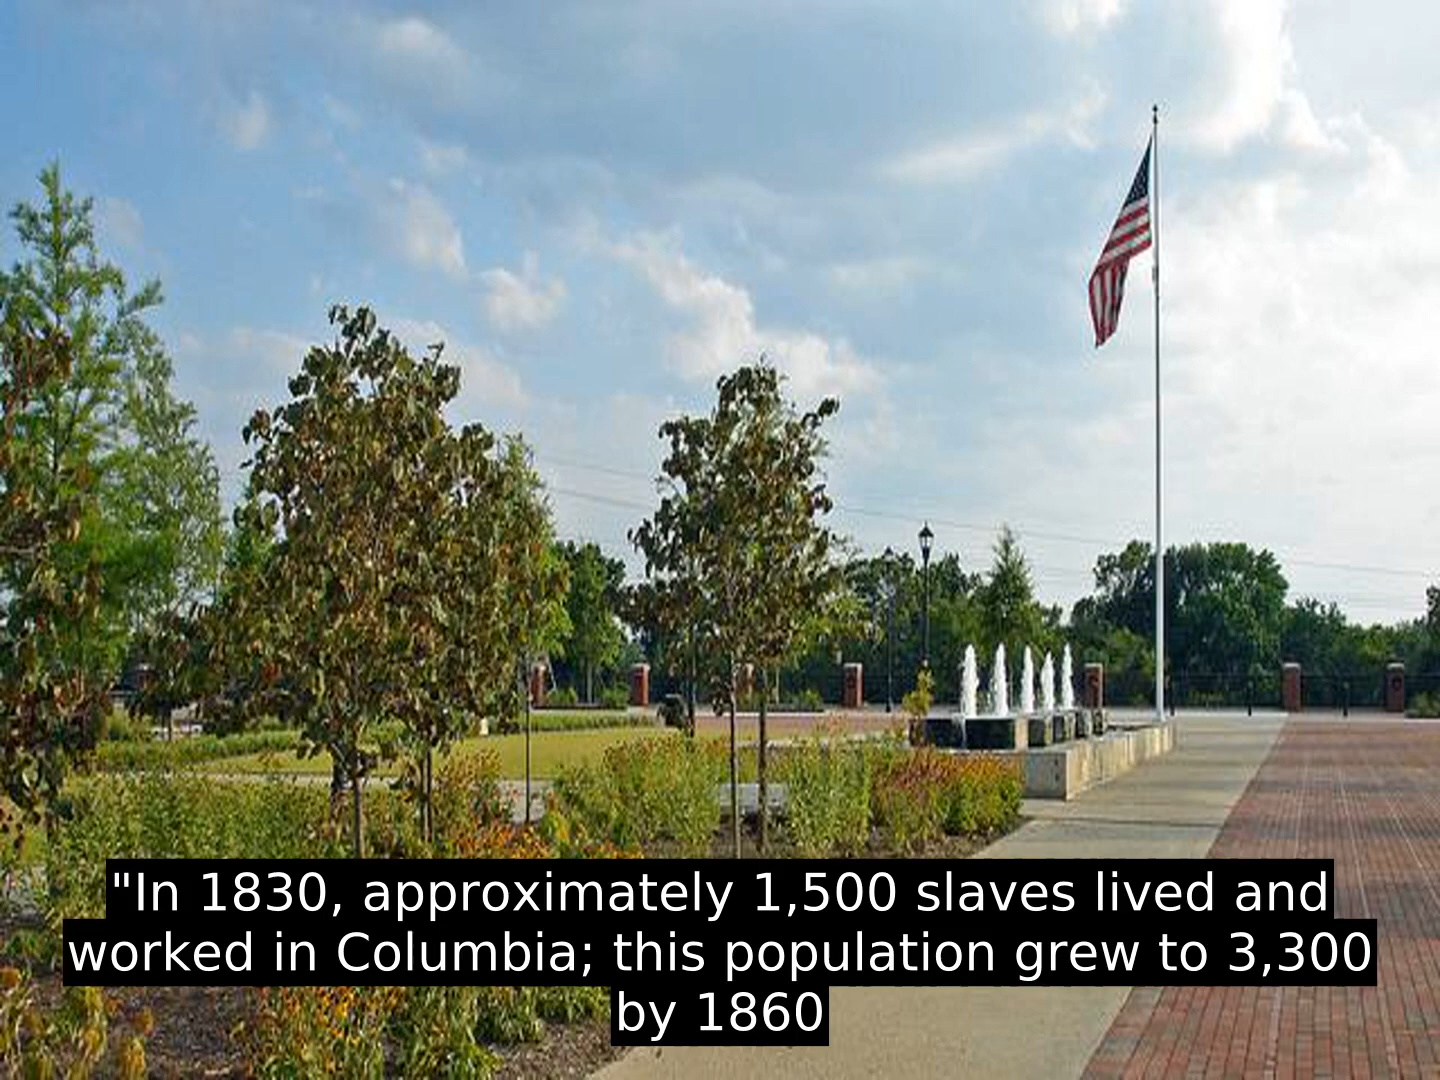 "In 1830, approximately 1,500 slaves lived and
worked in Columbia; this population grew to 3,300
by 1860